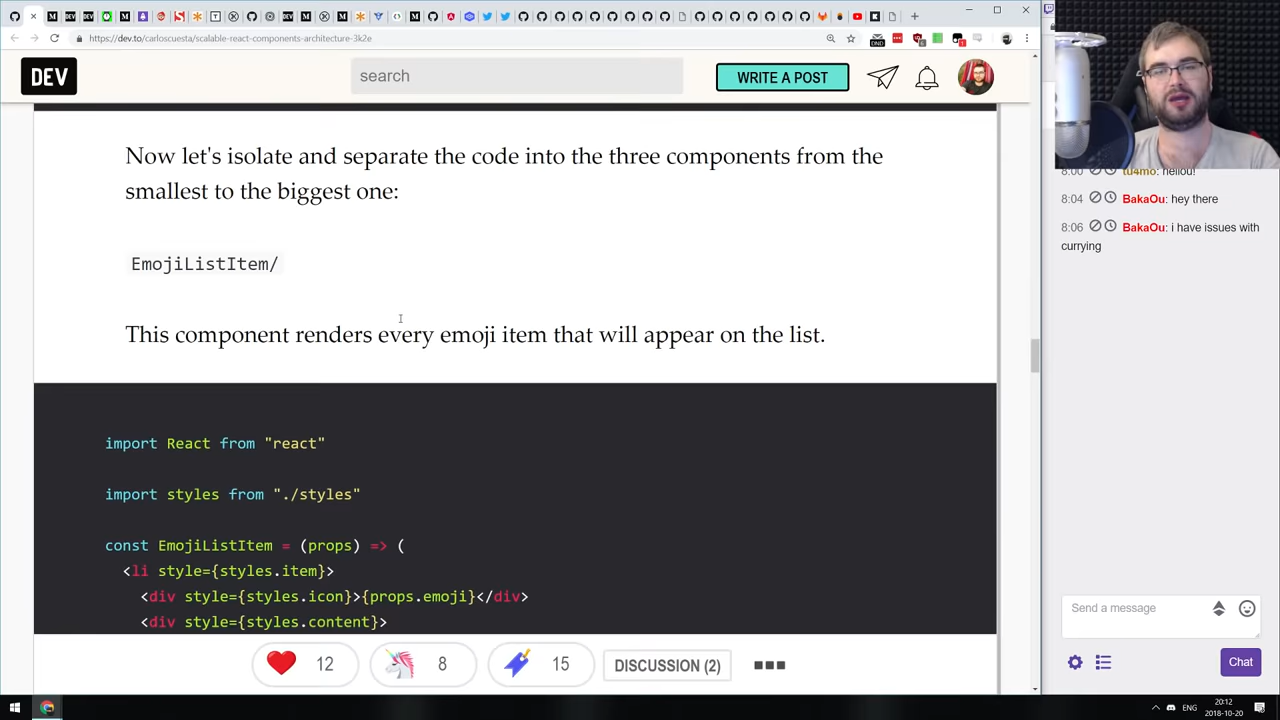 https://dev.to/carloscuesta/scalable-react-components-architecture-3k2e
DEV
search
WRITE A POST
Now let's isolate and separate the code into the three components from the
smallest to the biggest one:
EmojiListItem/
This component renders every emoji item that will appear on the list.
import React from "react"
import styles from "./styles"
const EmojiListItem = (props) => (
<li style={styles.item}>
<div style={styles.icon}>{props.emoji}</div>
<div style={styles.content}>
12
8
15
DISCUSSION (2)
8:00 tu4mo: hellou!
8:04 BakaOu: hey there
8:06 BakaOu: i have issues with
currying
Send a message
Chat
ENG
20:12
2018-10-20